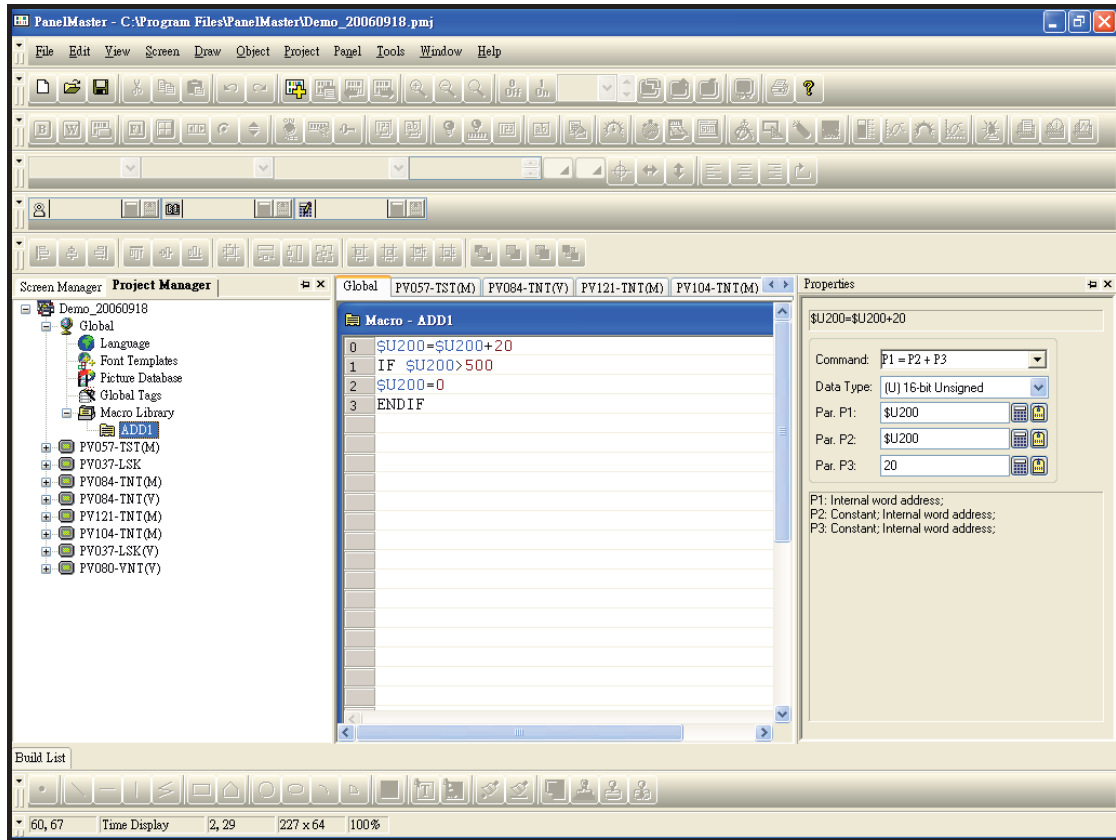 PanelMaster - C:\Program Files\PanelMaster\Demo_20060918.pmj
File Edit View Screen Draw Object Project Panel Tools Window Help
Screen Manager Project Manager
Demo_20060918
Global
Language
Font Templates
Picture Database
Global Tags
Macro Library
ADD1
PV057-TST(M)
PV037-LSK
PV084-TNT(M)
PV084-TNT(V)
PV121-TNT(M)
PV104-TNT(M)
PV037-LSK(V)
PV080-VNT(V)
Global PV057-TST(M) PV084-TNT(V) PV121-TNT(M) PV104-TNT(M)
Macro - ADD1
0 $U200=$U200+20
1 IF $U200>500
2 $U200=0
3 ENDIF
Properties
$U200=$U200+20
Command: P1 = P2 + P3
Data Type: (U) 16-bit Unsigned
Par. P1: $U200
Par. P2: $U200
Par. P3: 20
P1: Internal word address;
P2: Constant; Internal word address;
P3: Constant; Internal word address;
Build List
60, 67 Time Display 2, 29 227 x 64 100%